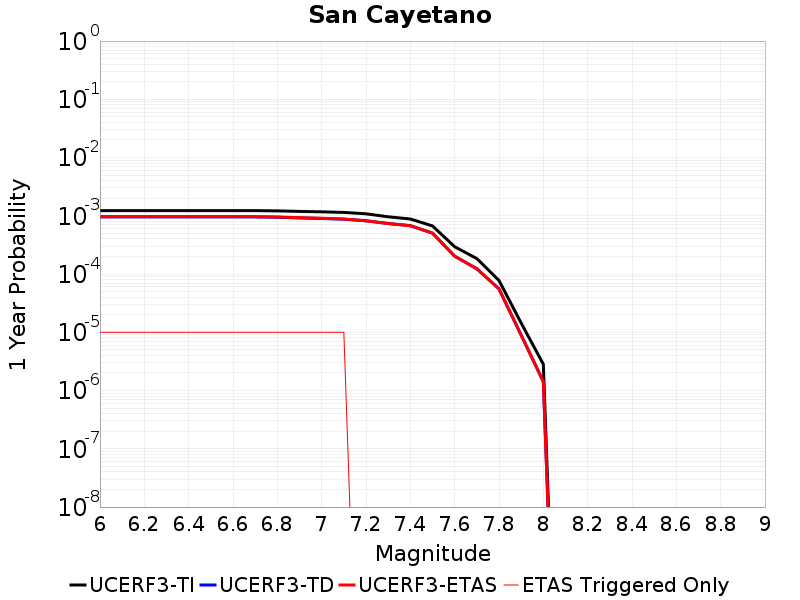 San Cayetano
10^0
10^-1
10^-2
10^-3
10^-4
10^-5
10^-6
10^-7
10^-8
1 Year Probability
6 6.2 6.4 6.6 6.8 7 7.2 7.4 7.6 7.8 8 8.2 8.4 8.6 8.8 9
Magnitude
UCERF3-TI UCERF3-TD UCERF3-ETAS ETAS Triggered Only